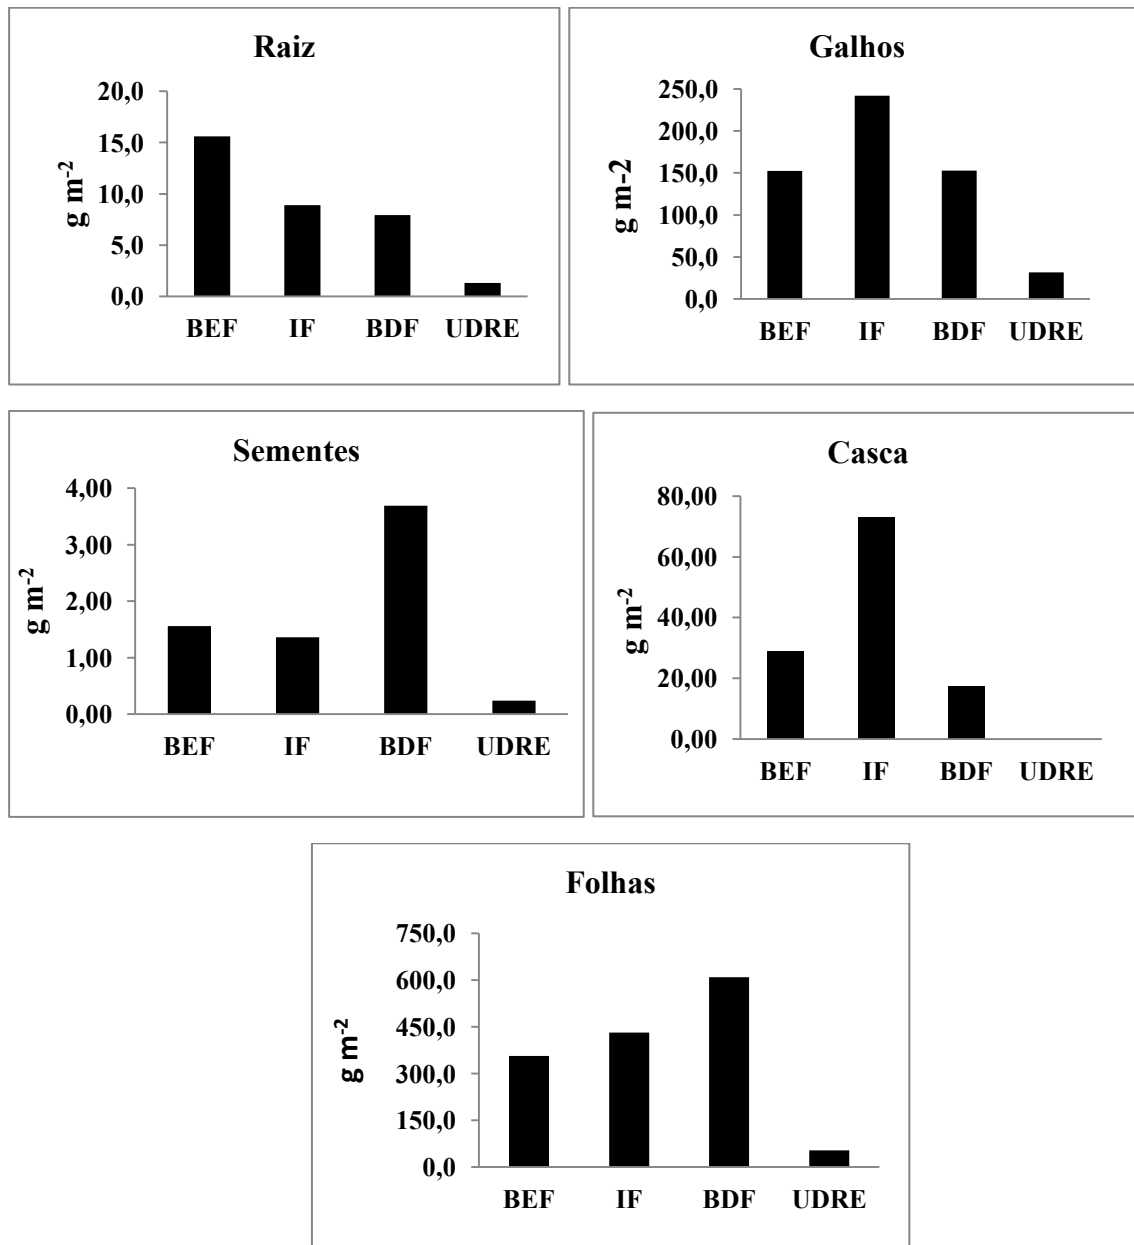 Raiz
20,0
15,0
10,0
5,0
0,0
g m-2
BEF IF BDF UDRE
Galhos
250,0
200,0
150,0
100,0
50,0
0,0
g m-2
BEF IF BDF UDRE
Sementes
4,00
3,00
2,00
1,00
0,00
g m-2
BEF IF BDF UDRE
Casca
80,00
60,00
40,00
20,00
0,00
g m-2
BEF IF BDF UDRE
Folhas
750,0
600,0
450,0
300,0
150,0
0,0
g m-2
BEF IF BDF UDRE